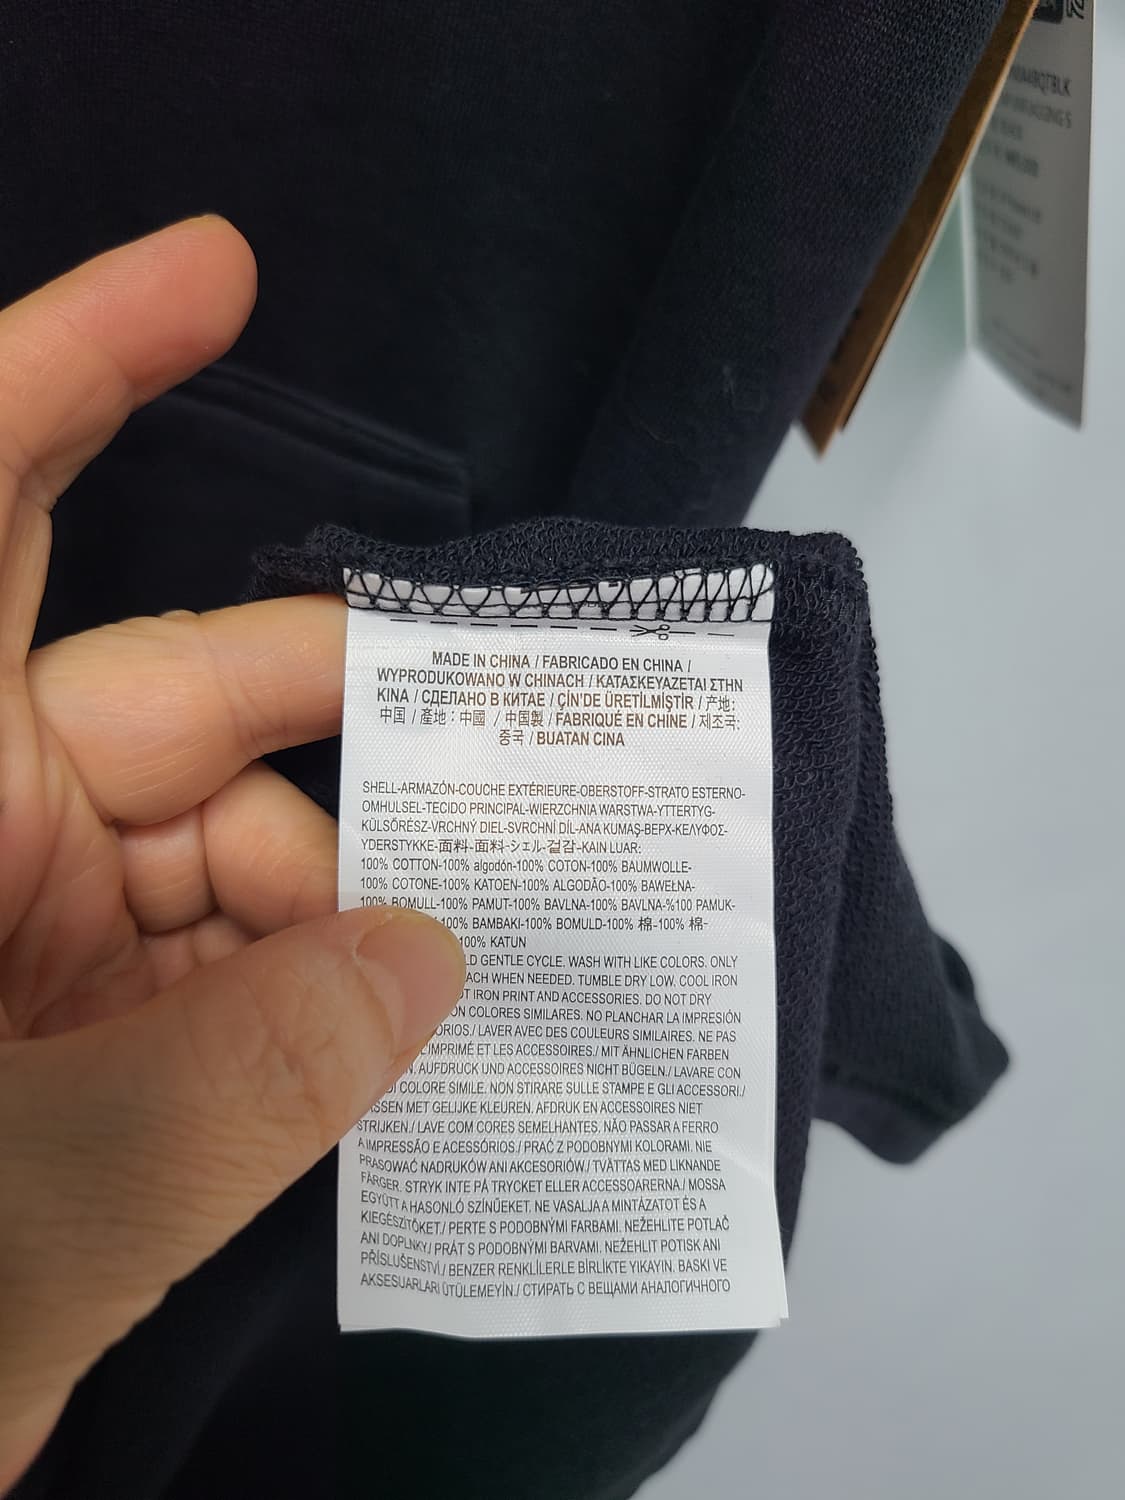 MADE IN CHINA / FABRICADO EN CHINA /
WYPRODUKOWANO W CHINACH / ΚΑΤΑΣΚΕΥΑΖΕΤΑΙ ΣΤΗΝ
ΚΙΝΑ / СДЕЛАНО В КИТАЕ / ÇİN'DE ÜRETİLMİŞTİR / 产地:
中国 / 產地：中國 / 中国製 / FABRIQUÉ EN CHINE / 제조국:
중국 / BUATAN CINA
SHELL-ARMAZÓN-COUCHE EXTÉRIEURE-OBERSTOFF-STRATO ESTERNO-
OMHULSEL-TECIDO PRINCIPAL-WIERZCHNIA WARSTWA-YTTERTYG-
KÜLSŐRÉSZ-VRCHNÝ DIEL-SVRCHNÍ DÍL-ANA KUMAŞ-ВЕРХ-ΚΕΛΥΦΟΣ-
YDERSTYKKE-面料-面料-シェル-겉감-KAIN LUAR:
100% COTTON-100% algodón-100% COTON-100% BAUMWOLLE-
100% COTONE-100% KATOEN-100% ALGODÃO-100% BAWEŁNA-
100% BOMULL-100% PAMUT-100% BAVLNA-100% BAVLNA-%100 PAMUK-
100% ΒΑΜΒΑΚΙ-100% BOMULD-100% 棉-100% 棉-
100% KATUN
GENTLE CYCLE. WASH WITH LIKE COLORS. ONLY
WHEN NEEDED. TUMBLE DRY LOW. COOL IRON
IRON PRINT AND ACCESSORIES. DO NOT DRY
COLORES SIMILARES. NO PLANCHAR LA IMPRESIÓN
LAVER AVEC DES COULEURS SIMILAIRES. NE PAS
L'IMPRIMÉ ET LES ACCESSOIRES./ MIT ÄHNLICHEN FARBEN
AUFDRUCK UND ACCESSOIRES NICHT BÜGELN./ LAVARE CON
COLORE SIMILE. NON STIRARE SULLE STAMPE E GLI ACCESSORI./
MET GELIJKE KLEUREN. AFDRUK EN ACCESSOIRES NIET
STRIJKEN./ LAVE COM CORES SEMELHANTES. NÃO PASSAR A FERRO
A IMPRESSÃO E ACESSÓRIOS./ PRAĆ Z PODOBNYMI KOLORAMI. NIE
PRASOWAĆ NADRUKÓW ANI AKCESORIÓW./ TVÄTTAS MED LIKNANDE
FÄRGER. STRYK INTE PÅ TRYCKET ELLER ACCESSOARERNA./ MOSSA
EGYÜTT A HASONLÓ SZÍNŰEKET. NE VASALJA A MINTÁZATOT ÉS A
KIEGÉSZÍTŐKET./ PERTE S PODOBNÝMI FARBAMI. NEŽEHLITE POTLAČ
ANI DOPLNKY./ PRÁT S PODOBNÝMI BARVAMI. NEŽEHLIT POTISK ANI
PŘÍSLUŠENSTVÍ./ BENZER RENKLİLERLE BİRLİKTE YIKAYIN. BASKI VE
AKSESUARLARI ÜTÜLEMEYİN./ СТИРАТЬ С ВЕЩАМИ АНАЛОГИЧНОГО